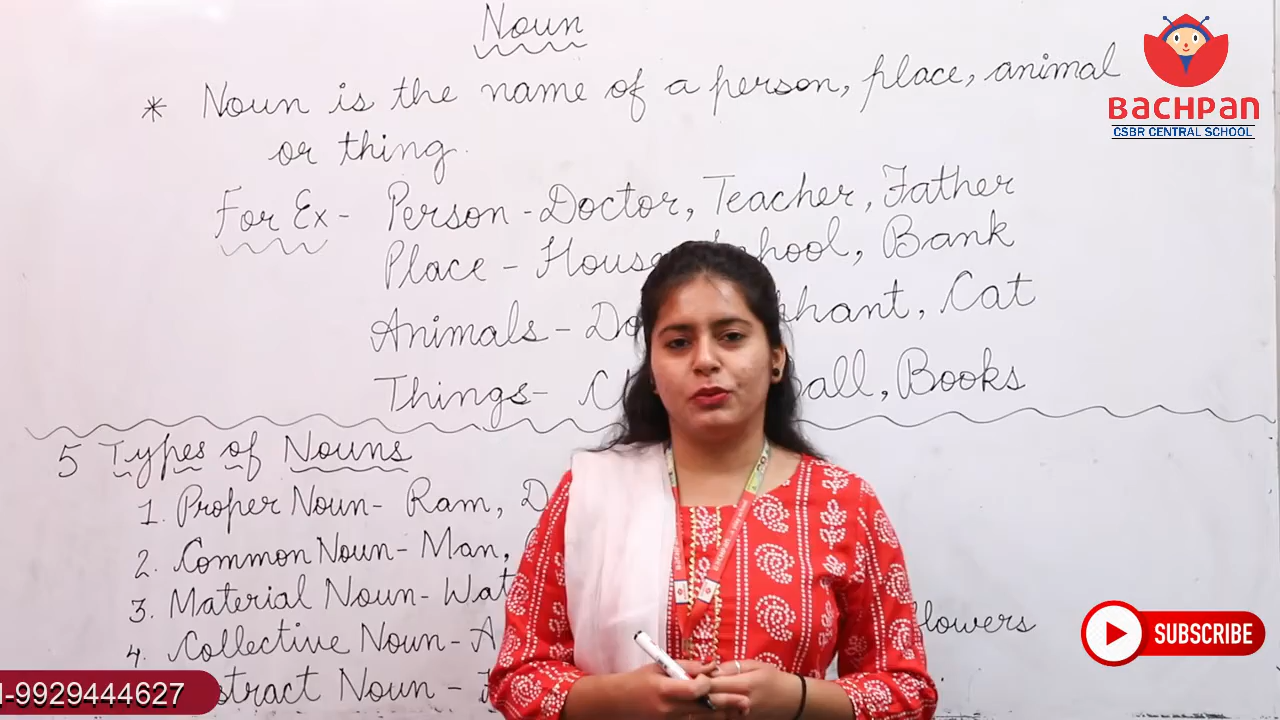 Noun
* Noun is the name of a person, place, animal
or thing.
For Ex - Person - Doctor, Teacher, Father
Place - House, School, Bank
Animals - Elephant, Cat
Things - Ball, Books
5 Types of Nouns
1. Proper Noun - Ram,
2. Common Noun - Man,
3. Material Noun -
4. Collective Noun - flowers
Noun -
BACHPAN
CSBR CENTRAL SCHOOL
SUBSCRIBE
-9929444627